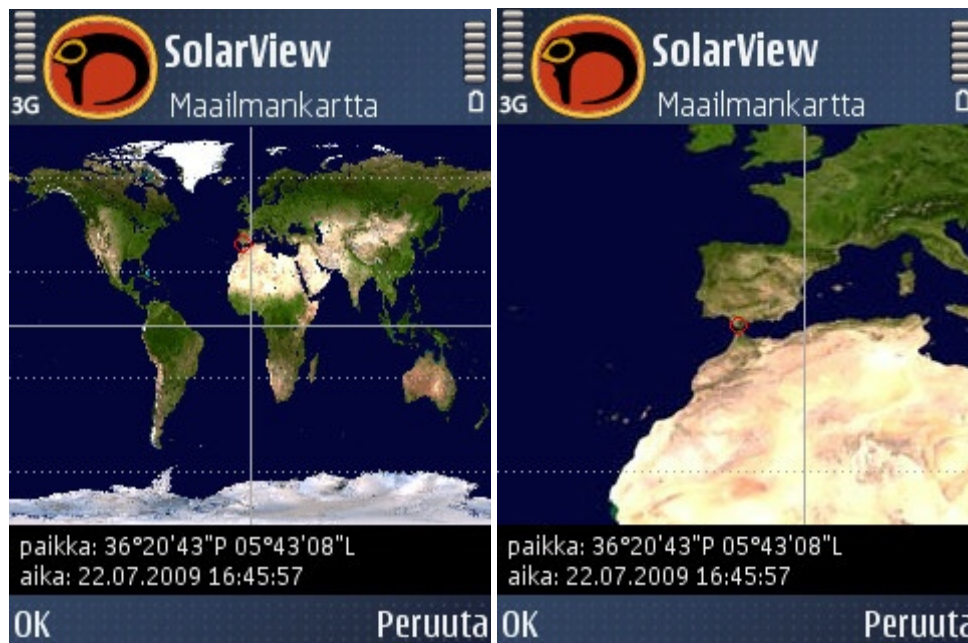 SolarView
3G
Maailmankartta
paikka: 36°20'43"P 05°43'08"L
aika: 22.07.2009 16:45:57
OK Peruuta
SolarView
3G
Maailmankartta
paikka: 36°20'43"P 05°43'08"L
aika: 22.07.2009 16:45:57
OK Peruuta